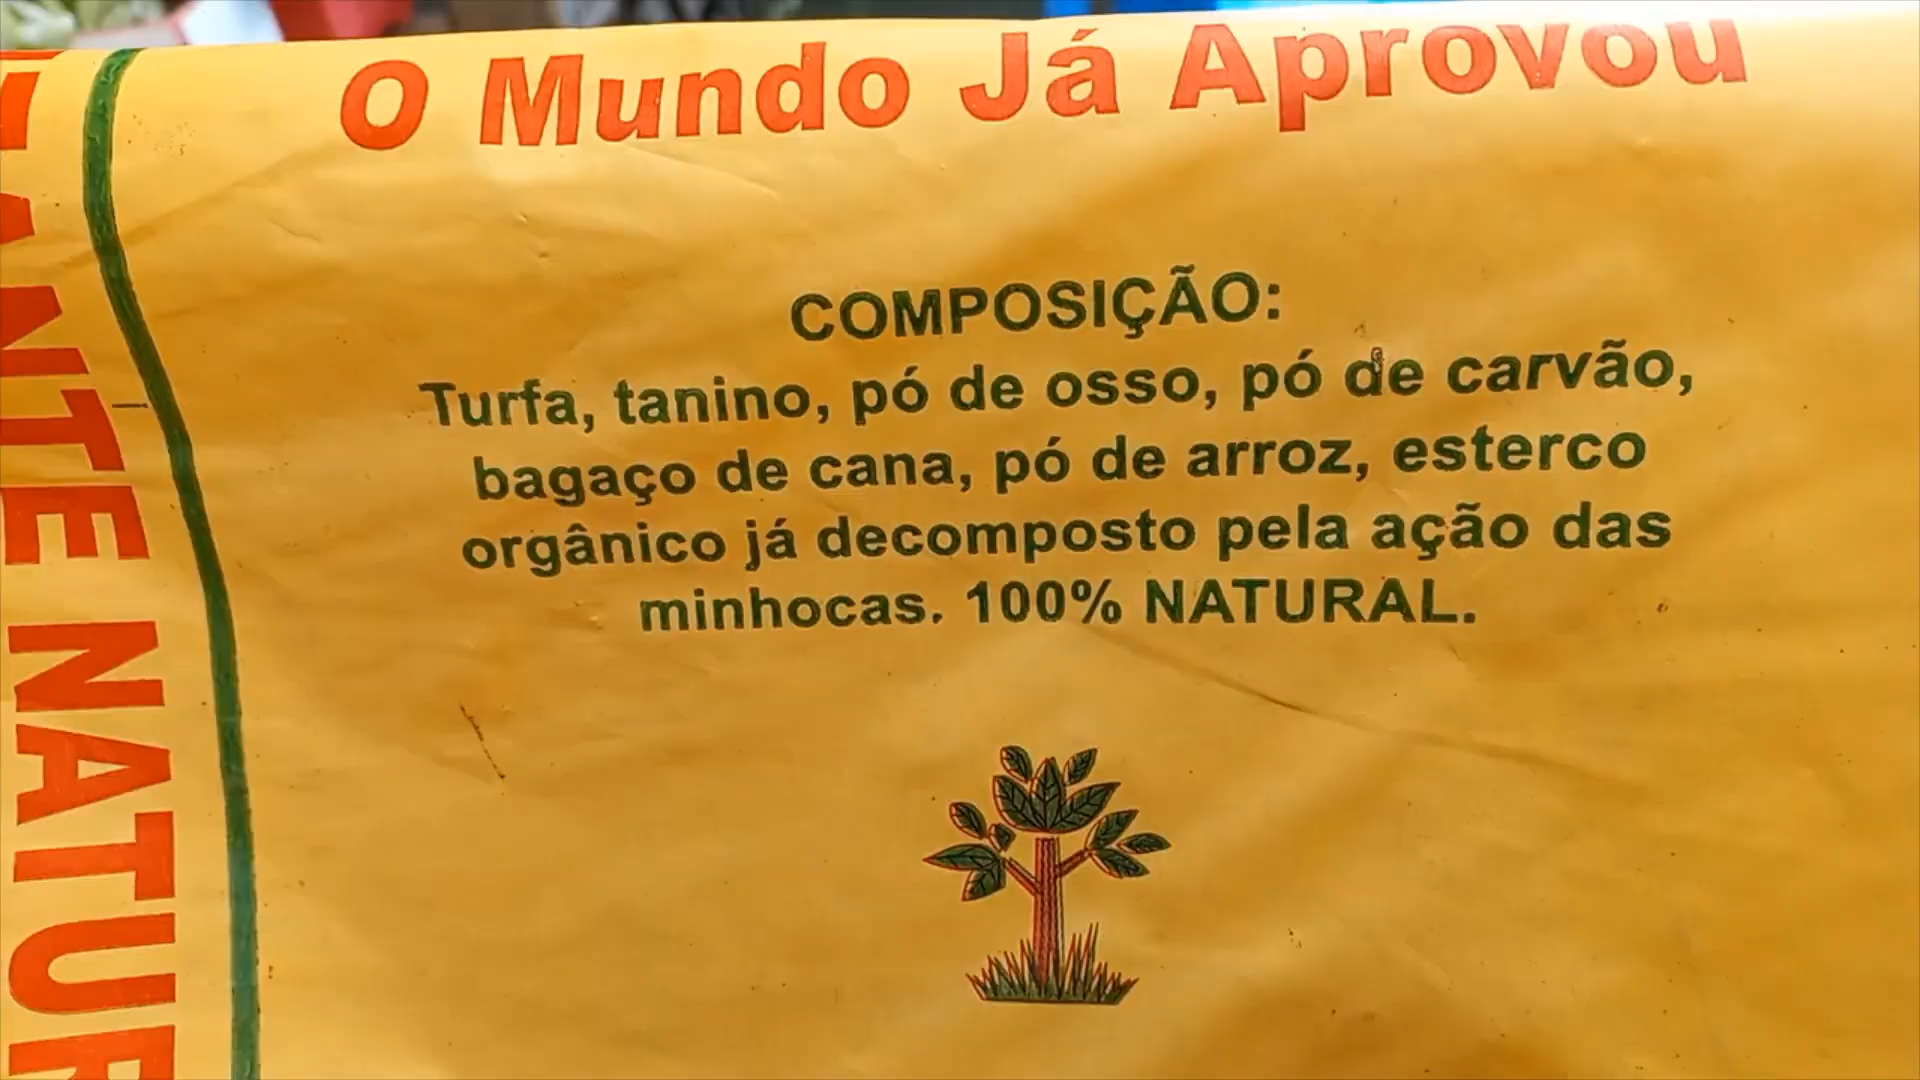 O Mundo Já Aprovou
COMPOSIÇÃO:
Turfa, tanino, pó de osso, pó de carvão,
bagaço de cana, pó de arroz, esterco
orgânico já decomposto pela ação das
minhocas. 100% NATURAL.